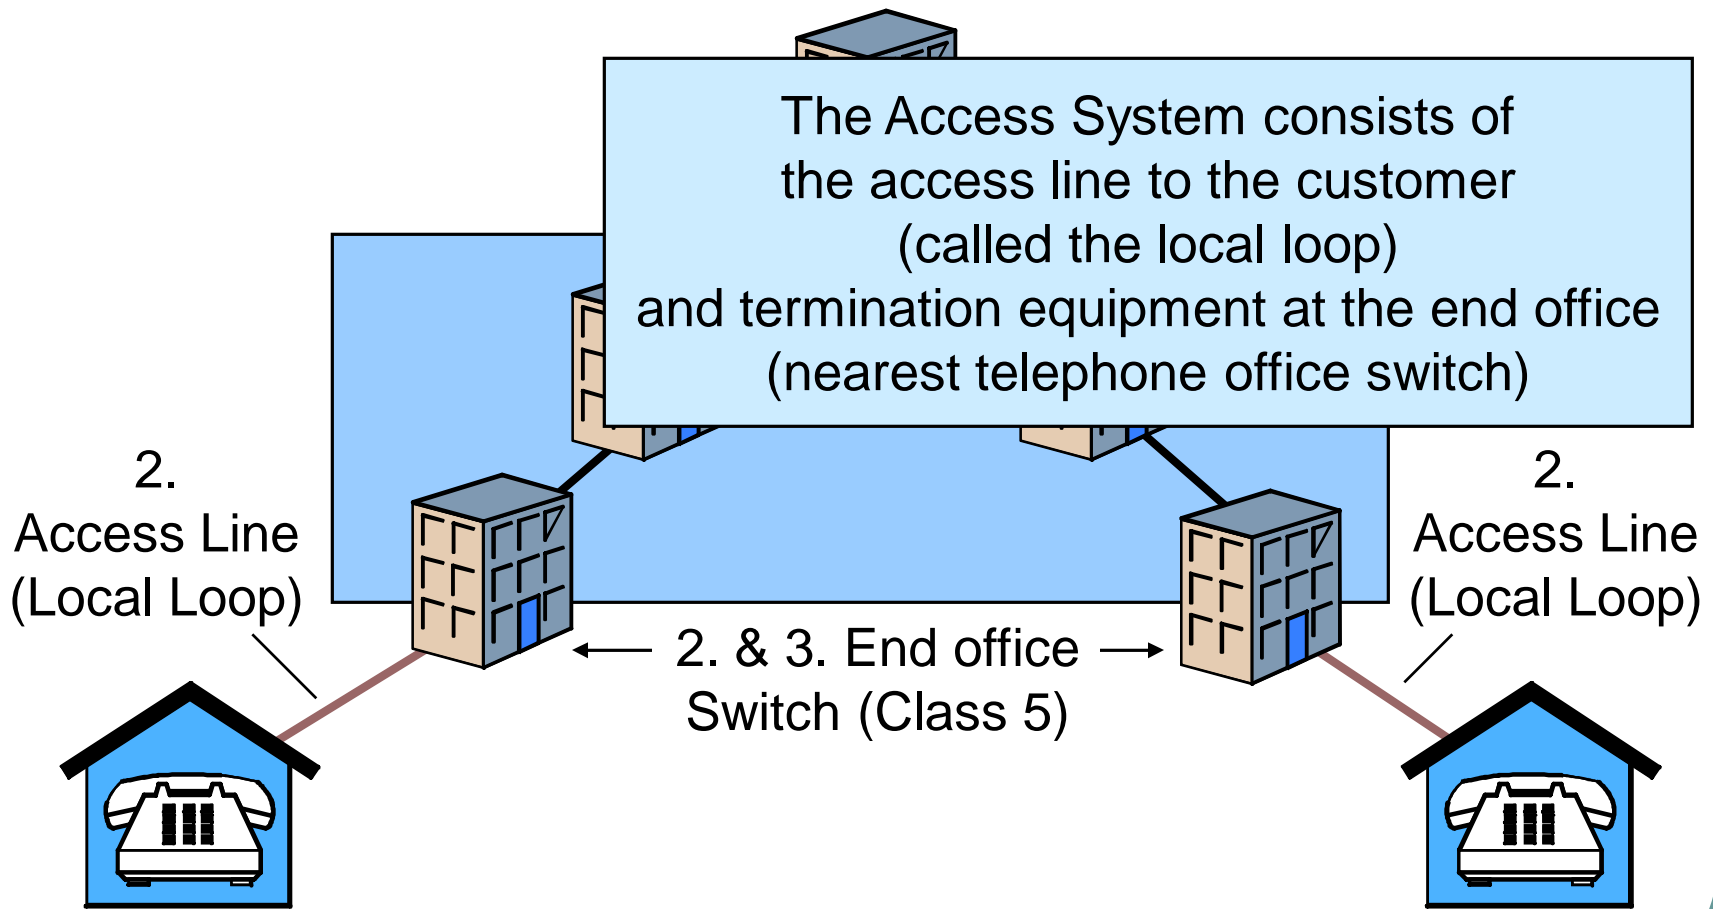 The Access System consists of
the access line to the customer
(called the local loop)
and termination equipment at the end office
(nearest telephone office switch)
2.
Access Line
(Local Loop)
2.
Access Line
(Local Loop)
2. & 3. End office
Switch (Class 5)